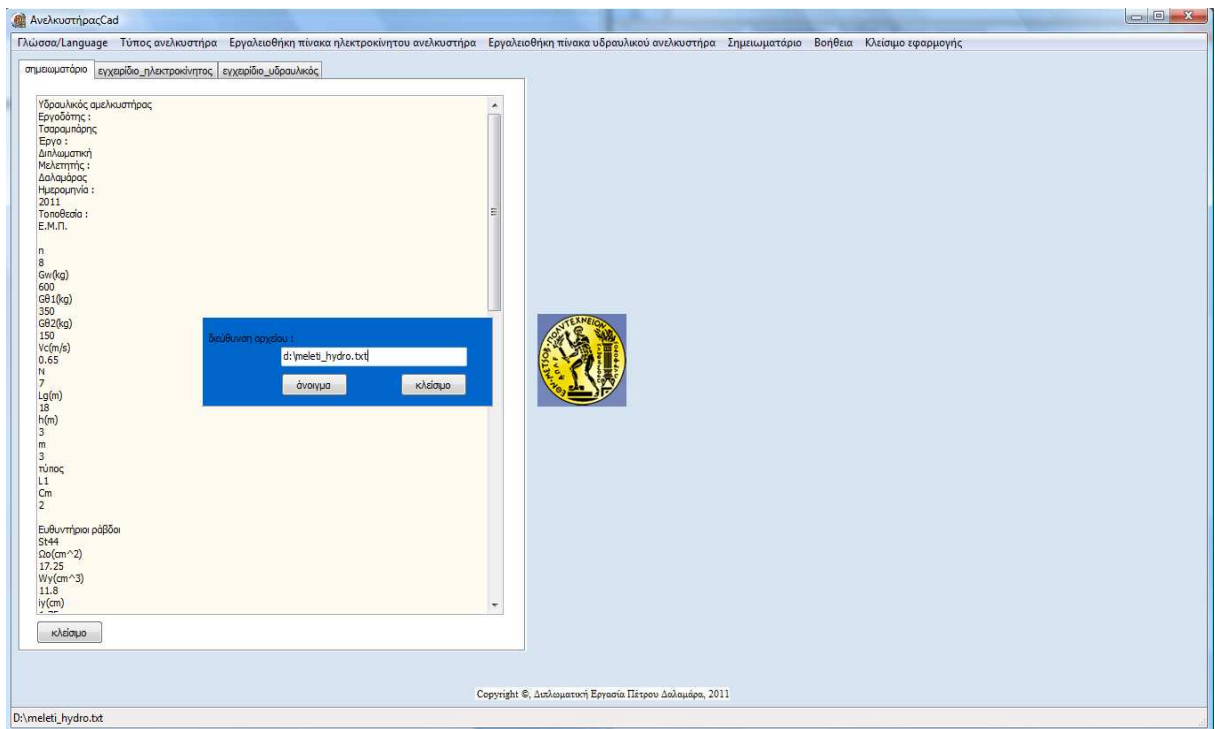 ΑνελκυστήραςCad
Γλώσσα/Language Τύπος ανελκυστήρα Εργαλειοθήκη πίνακα ηλεκτροκίνητου ανελκυστήρα Εργαλειοθήκη πίνακα υδραυλικού ανελκυστήρα Σημειωματάριο Βοήθεια Κλείσιμο εφαρμογής
σημειωματάριο εγχειρίδιο_ηλεκτροκίνητος εγχειρίδιο_υδραυλικός
Υδραυλικός αμελκυστήρας
Εργοδότης :
Τσαραμπάρης
Έργο :
Διπλωματική
Μελετητής :
Δαλαμάρας
Ημερομηνία :
2011
Τοποθεσία :
Ε.Μ.Π.
n
8
Gw(kg)
600
Gθ1(kg)
350
Gθ2(kg)
150
Vc(m/s)
0.65
N
7
Lg(m)
18
h(m)
3
m
3
τύπος
L1
Cm
2
Ευθυντήριοι ράβδοι
St44
Ωo(cm^2)
17.25
Wy(cm^3)
11.8
iy(cm)
διεύθυνση αρχείου :
d:\meleti_hydro.txt
άνοιγμα κλείσιμο
κλείσιμο
Copyright ©, Διπλωματική Εργασία Πέτρου Δαλαμάρα, 2011
D:\meleti_hydro.txt